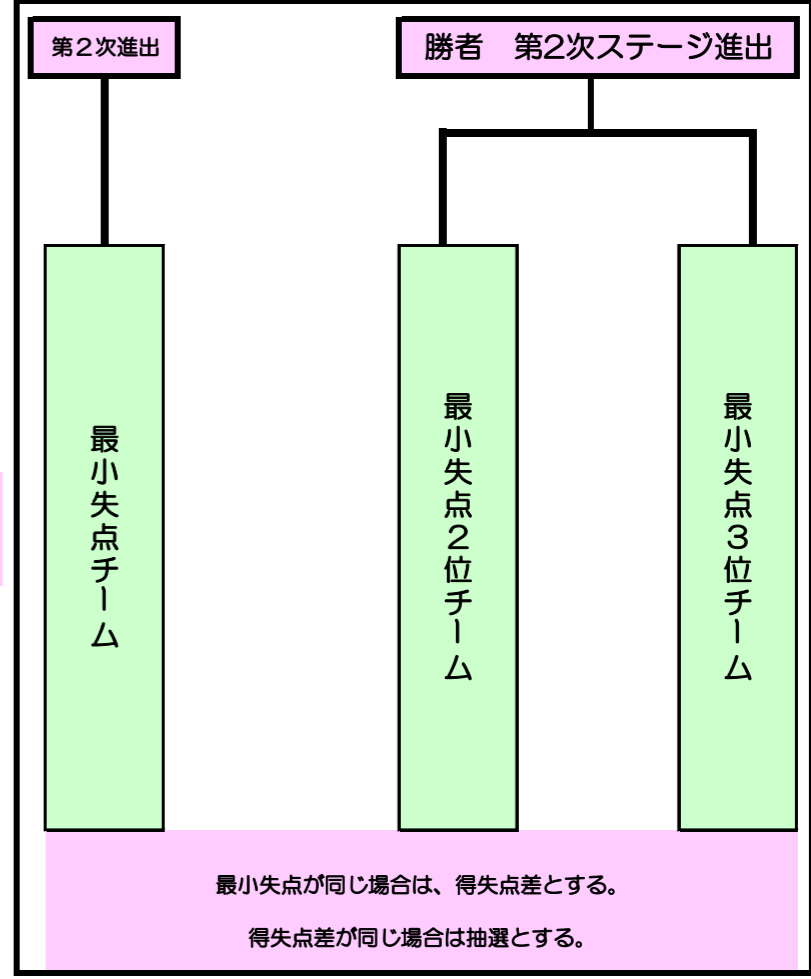 第２次進出
勝者　第2次ステージ進出
最小失点チーム
最小失点２位チーム
最小失点３位チーム
最小失点が同じ場合は、得失点差とする。
得失点差が同じ場合は抽選とする。